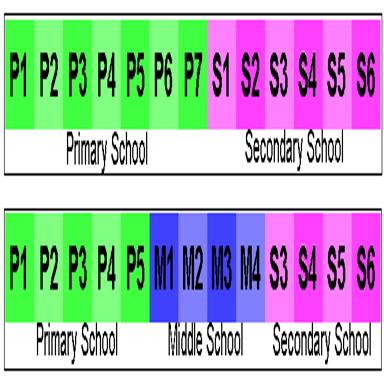 P1 P2 P3 P4 P5 P6 P7 S1 S2 S3 S4 S5 S6
Primary School Secondary School
P1 P2 P3 P4 P5 M1 M2 M3 M4 S3 S4 S5 S6
Primary School Middle School Secondary School